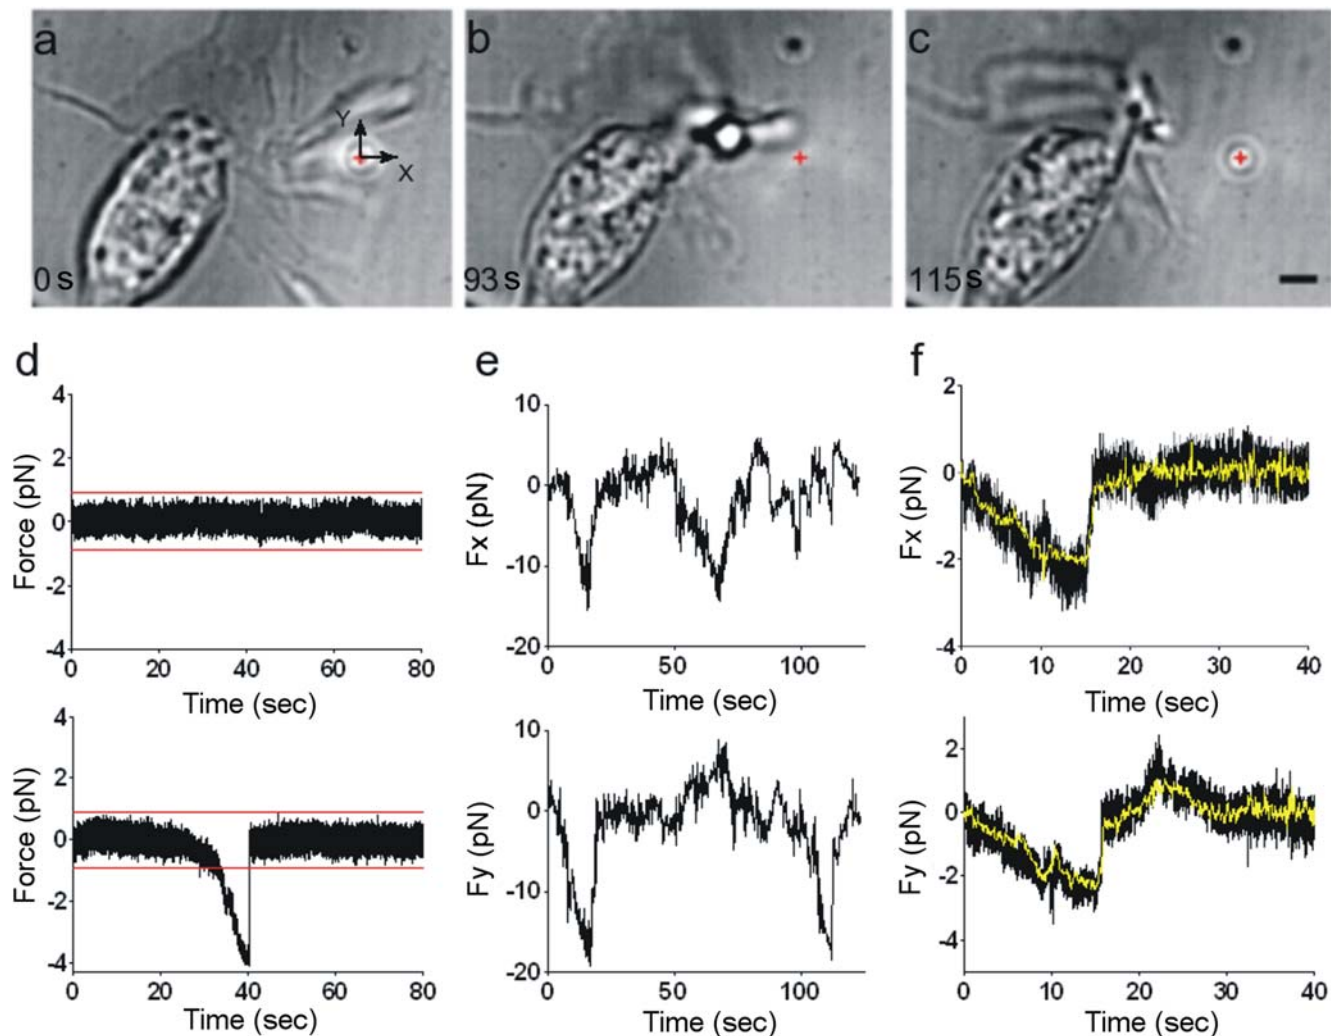 a
b
c
Y
X
0 s
93 s
115 s
d
e
f
4
2
0
-2
-4
Force (pN)
0 20 40 60 80
Time (sec)
10
0
-10
-20
Fx (pN)
0 50 100
Time (sec)
2
0
-2
-4
Fx (pN)
0 10 20 30 40
Time (sec)
4
2
0
-2
-4
Force (pN)
0 20 40 60 80
Time (sec)
10
0
-10
-20
Fy (pN)
0 50 100
Time (sec)
2
0
-2
-4
Fy (pN)
0 10 20 30 40
Time (sec)